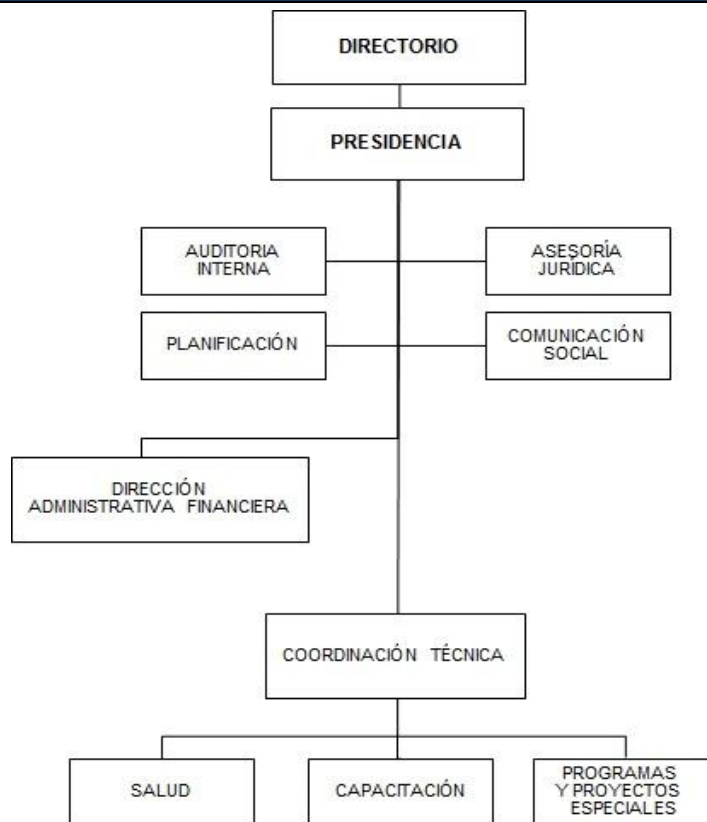 DIRECTORIO
PRESIDENCIA
AUDITORIA
INTERNA
ASESORÍA
JURÍDICA
PLANIFICACIÓN
COMUNICACIÓN
SOCIAL
DIRECCIÓN
ADMINISTRATIVA FINANCIERA
COORDINACIÓN TÉCNICA
SALUD
CAPACITACIÓN
PROGRAMAS
Y PROYECTOS
ESPECIALES